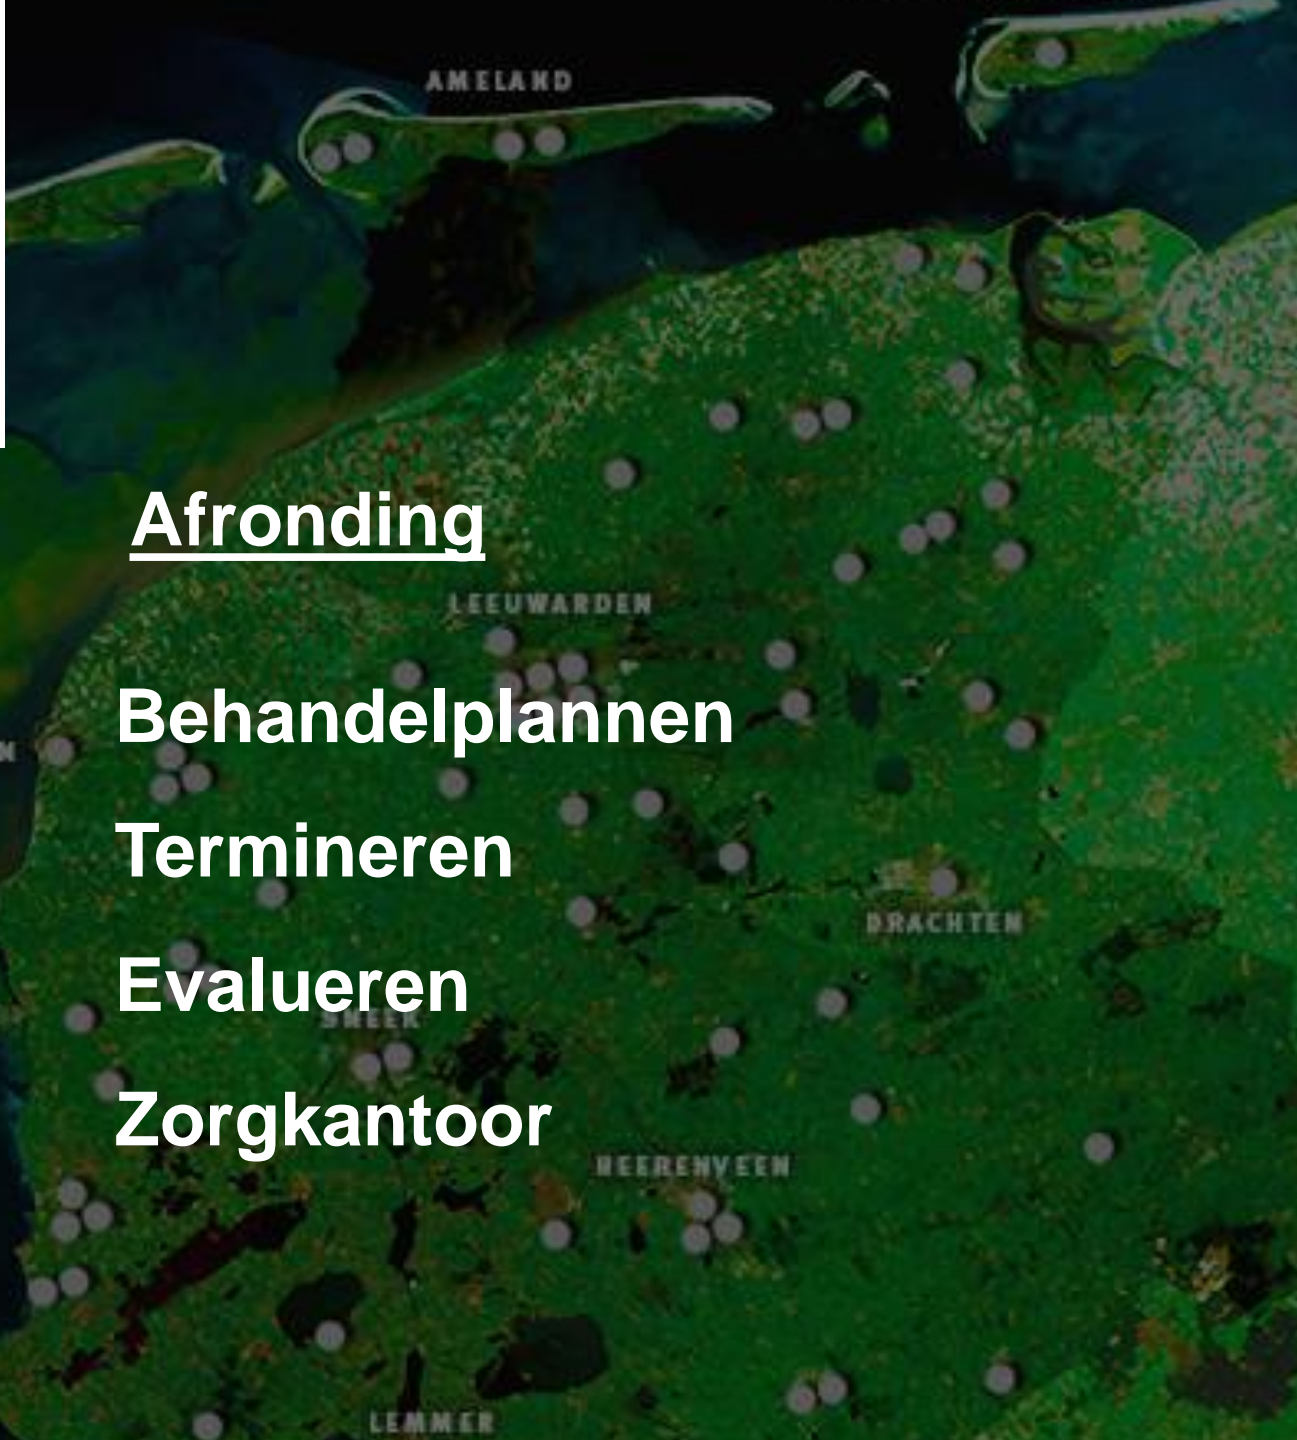 AMELAND
Afronding
LEEUWARDEN
Behandelplannen
Termineren
DRACHTEN
Evalueren
SNEEK
Zorgkantoor
HEERENVEEN
LEMMER